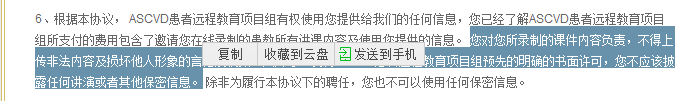 6、根据本协议， ASCVD患者远程教育项目组有权使用您提供给我们的任何信息，您已经了解ASCVD患者远程教育项目
组所支付的费用包含了邀请您在线录制的患教所有讲课内容及使用您提供的信息。 您对您所录制的课件内容负责，不得上
传非法内容及损坏他人形象的言
复制 收藏到云盘 发送到手机
教育项目组预先的明确的书面许可，您不应该披
露任何讲演或者其他保密信息。 除非为履行本协议下的聘任，您也不可以使用任何保密信息。